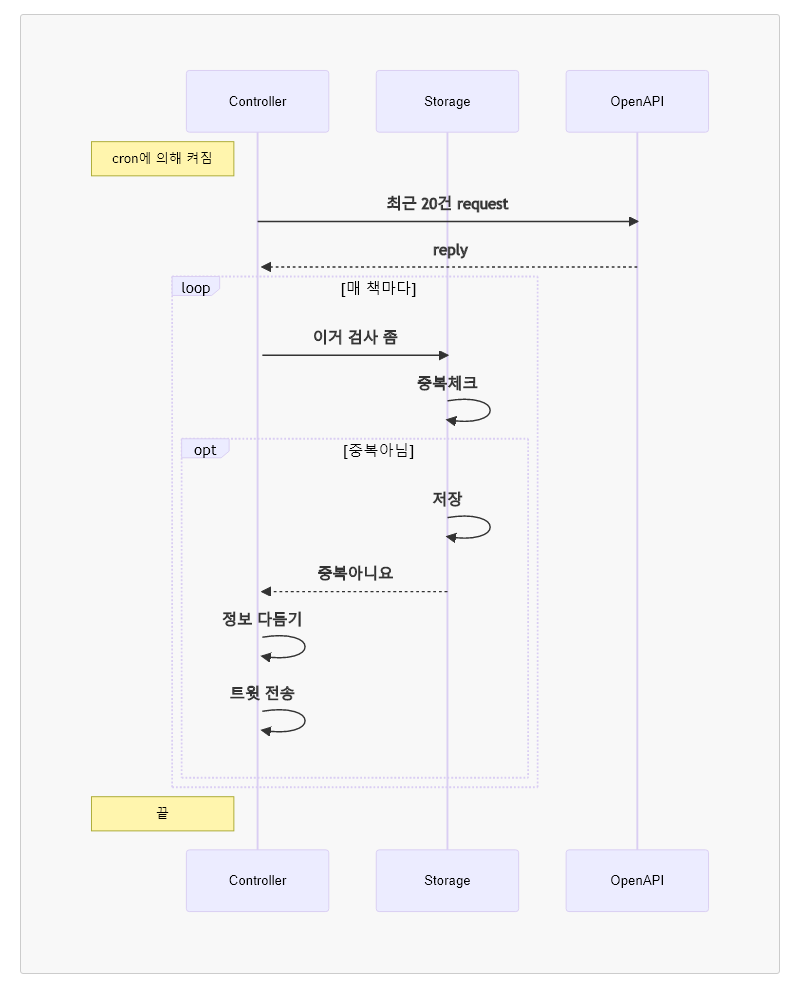 Controller
Storage
OpenAPI
cron에 의해 켜짐
최근 20건 request
reply
loop
[매 책마다]
이거 검사 좀
중복체크
opt
[중복아님]
저장
중복아니요
정보 다듬기
트윗 전송
끝
Controller
Storage
OpenAPI